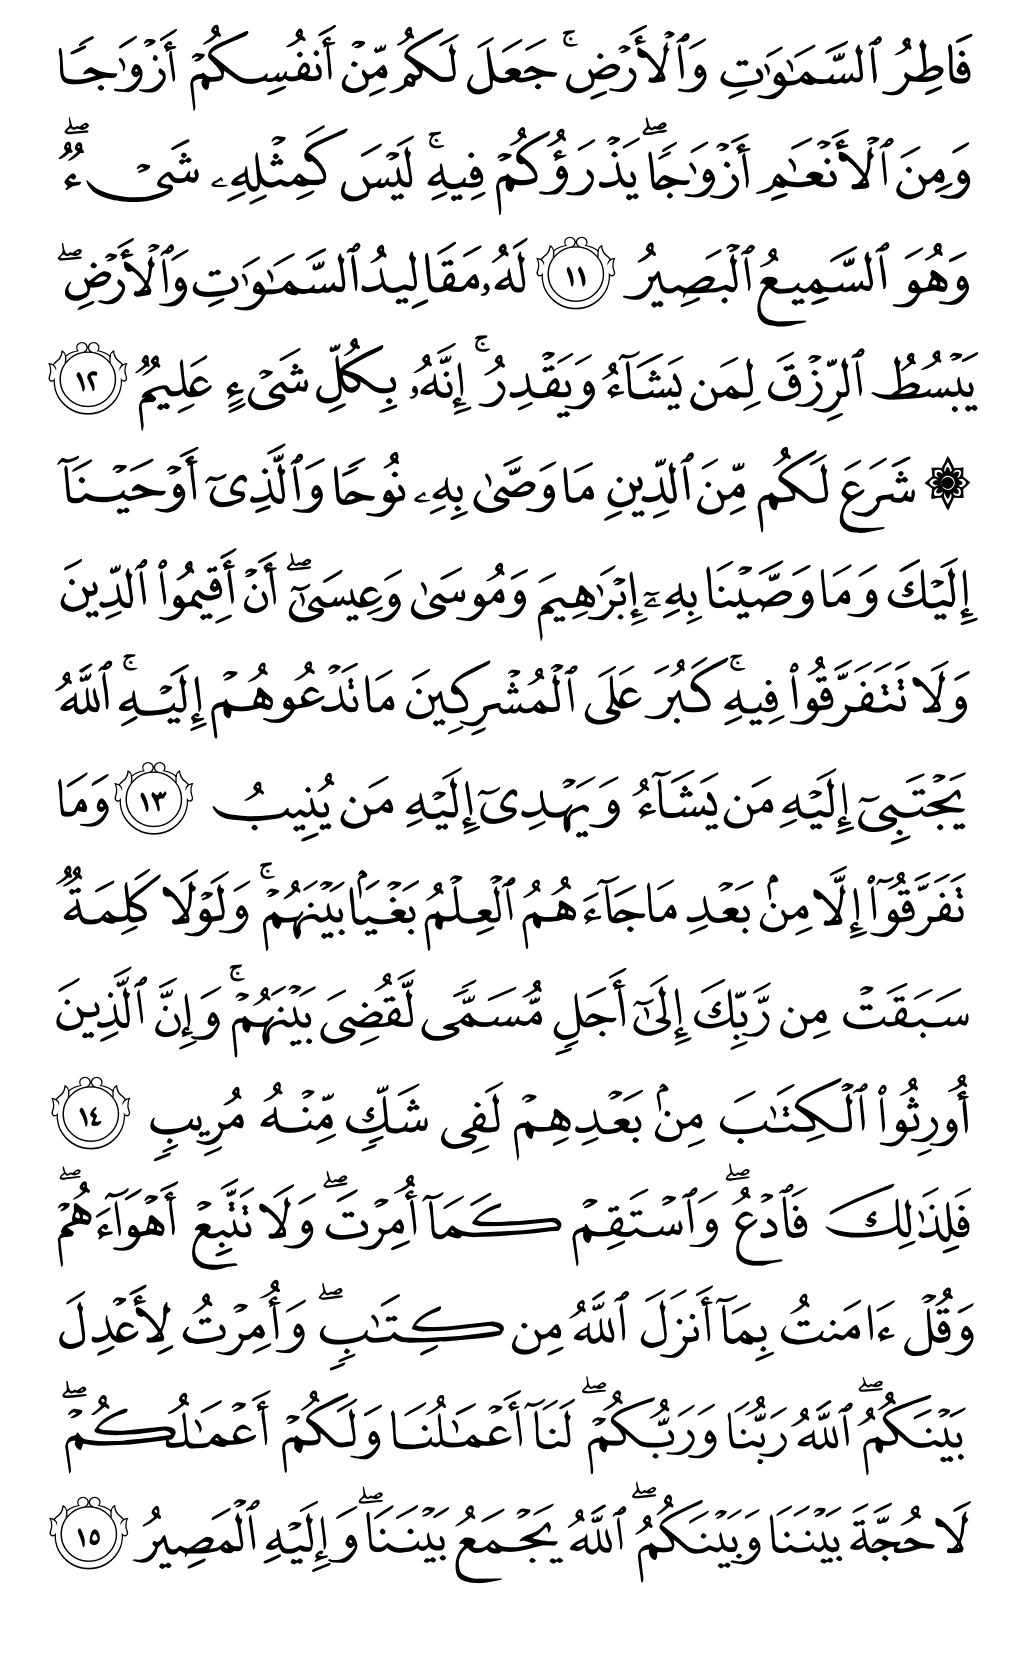 فَاطِرُ ٱلسَّمَـٰوَٰتِ وَٱلْأَرْضِ ۚ جَعَلَ لَكُم مِّنْ أَنفُسِكُمْ أَزْوَٰجًا
وَمِنَ ٱلْأَنْعَـٰمِ أَزْوَٰجًا ۖ يَذْرَؤُكُمْ فِيهِ ۚ لَيْسَ كَمِثْلِهِۦ شَىْءٌ ۖ
وَهُوَ ٱلسَّمِيعُ ٱلْبَصِيرُ ١١ لَهُۥ مَقَالِيدُ ٱلسَّمَـٰوَٰتِ وَٱلْأَرْضِ ۖ
يَبْسُطُ ٱلرِّزْقَ لِمَن يَشَآءُ وَيَقْدِرُ ۚ إِنَّهُۥ بِكُلِّ شَىْءٍ عَلِيمٌ ١٢
۞ شَرَعَ لَكُم مِّنَ ٱلدِّينِ مَا وَصَّىٰ بِهِۦ نُوحًا وَٱلَّذِىٓ أَوْحَيْنَآ
إِلَيْكَ وَمَا وَصَّيْنَا بِهِۦٓ إِبْرَٰهِيمَ وَمُوسَىٰ وَعِيسَىٰٓ ۖ أَنْ أَقِيمُوا۟ ٱلدِّينَ
وَلَا تَتَفَرَّقُوا۟ فِيهِ ۚ كَبُرَ عَلَى ٱلْمُشْرِكِينَ مَا تَدْعُوهُمْ إِلَيْهِ ۚ ٱللَّهُ
يَجْتَبِىٓ إِلَيْهِ مَن يَشَآءُ وَيَهْدِىٓ إِلَيْهِ مَن يُنِيبُ ١٣ وَمَا
تَفَرَّقُوٓا۟ إِلَّا مِنۢ بَعْدِ مَا جَآءَهُمُ ٱلْعِلْمُ بَغْيًۢا بَيْنَهُمْ ۚ وَلَوْلَا كَلِمَةٌ
سَبَقَتْ مِن رَّبِّكَ إِلَىٰٓ أَجَلٍ مُّسَمًّى لَّقُضِىَ بَيْنَهُمْ ۚ وَإِنَّ ٱلَّذِينَ
أُورِثُوا۟ ٱلْكِتَـٰبَ مِنۢ بَعْدِهِمْ لَفِى شَكٍّ مِّنْهُ مُرِيبٍ ١٤
فَلِذَٰلِكَ فَٱدْعُ ۖ وَٱسْتَقِمْ كَمَآ أُمِرْتَ ۖ وَلَا تَتَّبِعْ أَهْوَآءَهُمْ ۖ
وَقُلْ ءَامَنتُ بِمَآ أَنزَلَ ٱللَّهُ مِن كِتَـٰبٍ ۖ وَأُمِرْتُ لِأَعْدِلَ
بَيْنَكُمُ ۖ ٱللَّهُ رَبُّنَا وَرَبُّكُمْ ۖ لَنَآ أَعْمَـٰلُنَا وَلَكُمْ أَعْمَـٰلُكُمْ ۖ
لَا حُجَّةَ بَيْنَنَا وَبَيْنَكُمُ ۖ ٱللَّهُ يَجْمَعُ بَيْنَنَا ۖ وَإِلَيْهِ ٱلْمَصِيرُ ١٥